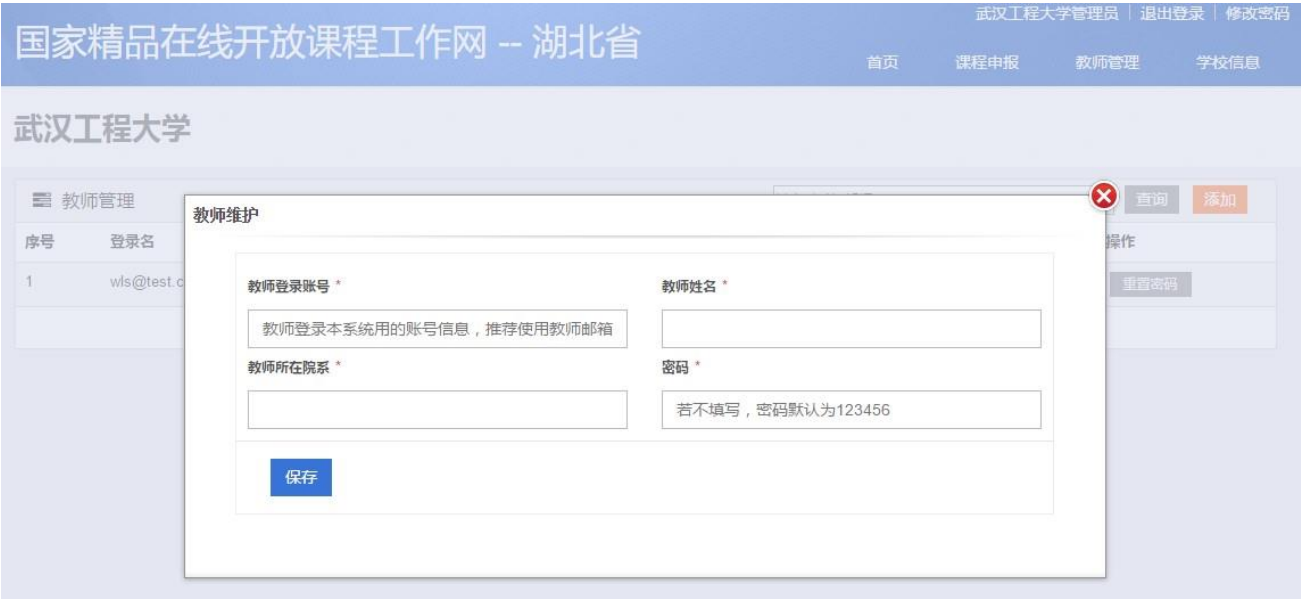 武汉工程大学管理员 | 退出登录 | 修改密码
国家精品在线开放课程工作网 -- 湖北省
首页 课程申报 教师管理 学校信息
武汉工程大学
教师管理 查询 添加
教师维护
序号 登录名 操作
1 wls@test.c 重置密码
教师登录账号 * 教师姓名 *
教师登录本系统用的账号信息，推荐使用教师邮箱
教师所在院系 * 密码 *
若不填写，密码默认为123456
保存